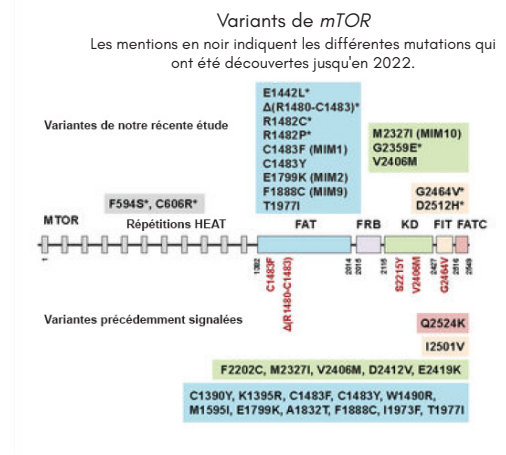 Variants de mTOR
Les mentions en noir indiquent les différentes mutations qui
ont été découvertes jusqu'en 2022.
Variantes de notre récente étude
E1442L*
Δ(R1480-C1483)*
R1482C*
R1482P*
C1483F (MIM1)
C1483Y
E1799K (MIM2)
F1888C (MIM9)
T1977I
M2327I (MIM10)
G2359E*
V2406M
G2464V*
D2512H*
F594S*, C606R*
MTOR
Répétitions HEAT
FAT
FRB
KD
FIT
FATC
1
1382
2014
2015
2115
2427
2516
2549
C1483F
Δ(R1480-C1483)
S2215Y
V2406M
G2464V
Variantes précédemment signalées
Q2524K
I2501V
F2202C, M2327I, V2406M, D2412V, E2419K
C1390Y, K1395R, C1483F, C1483Y, W1490R,
M1595I, E1799K, A1832T, F1888C, I1973F, T1977I